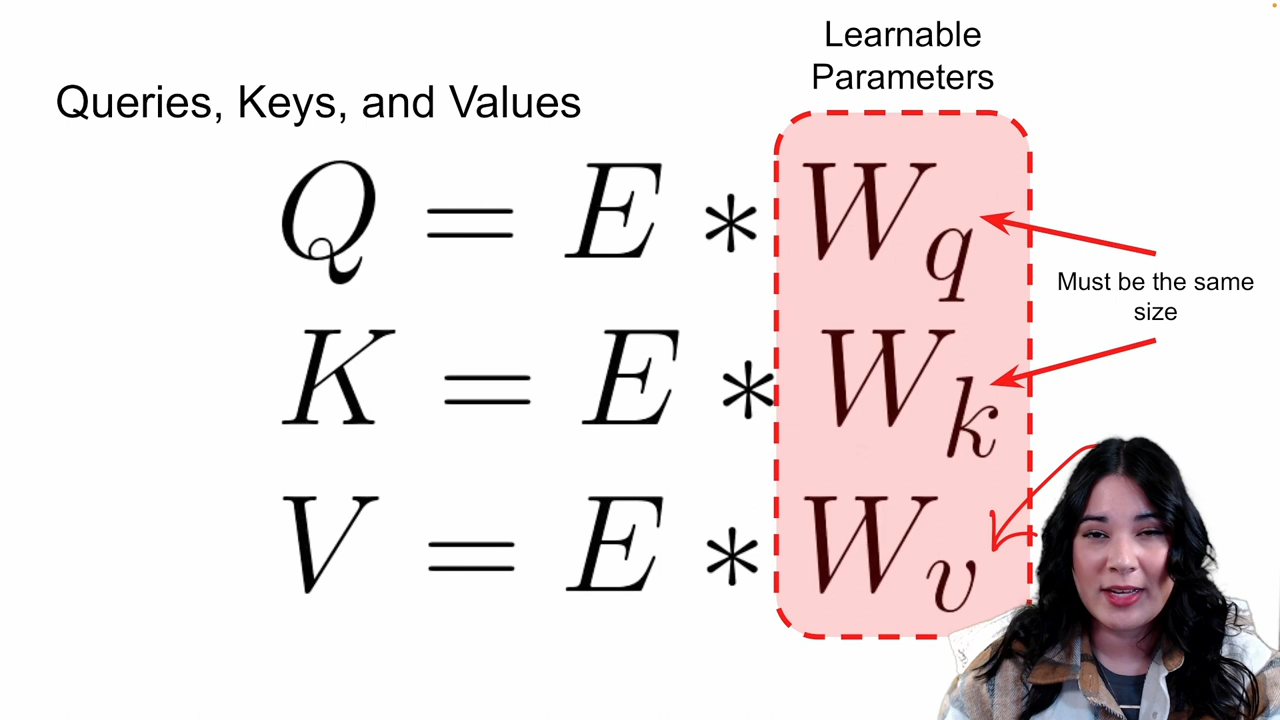 Learnable
Parameters
Queries, Keys, and Values
Q = E * W_q
Must be the same
size
K = E * W_k
V = E * W_v